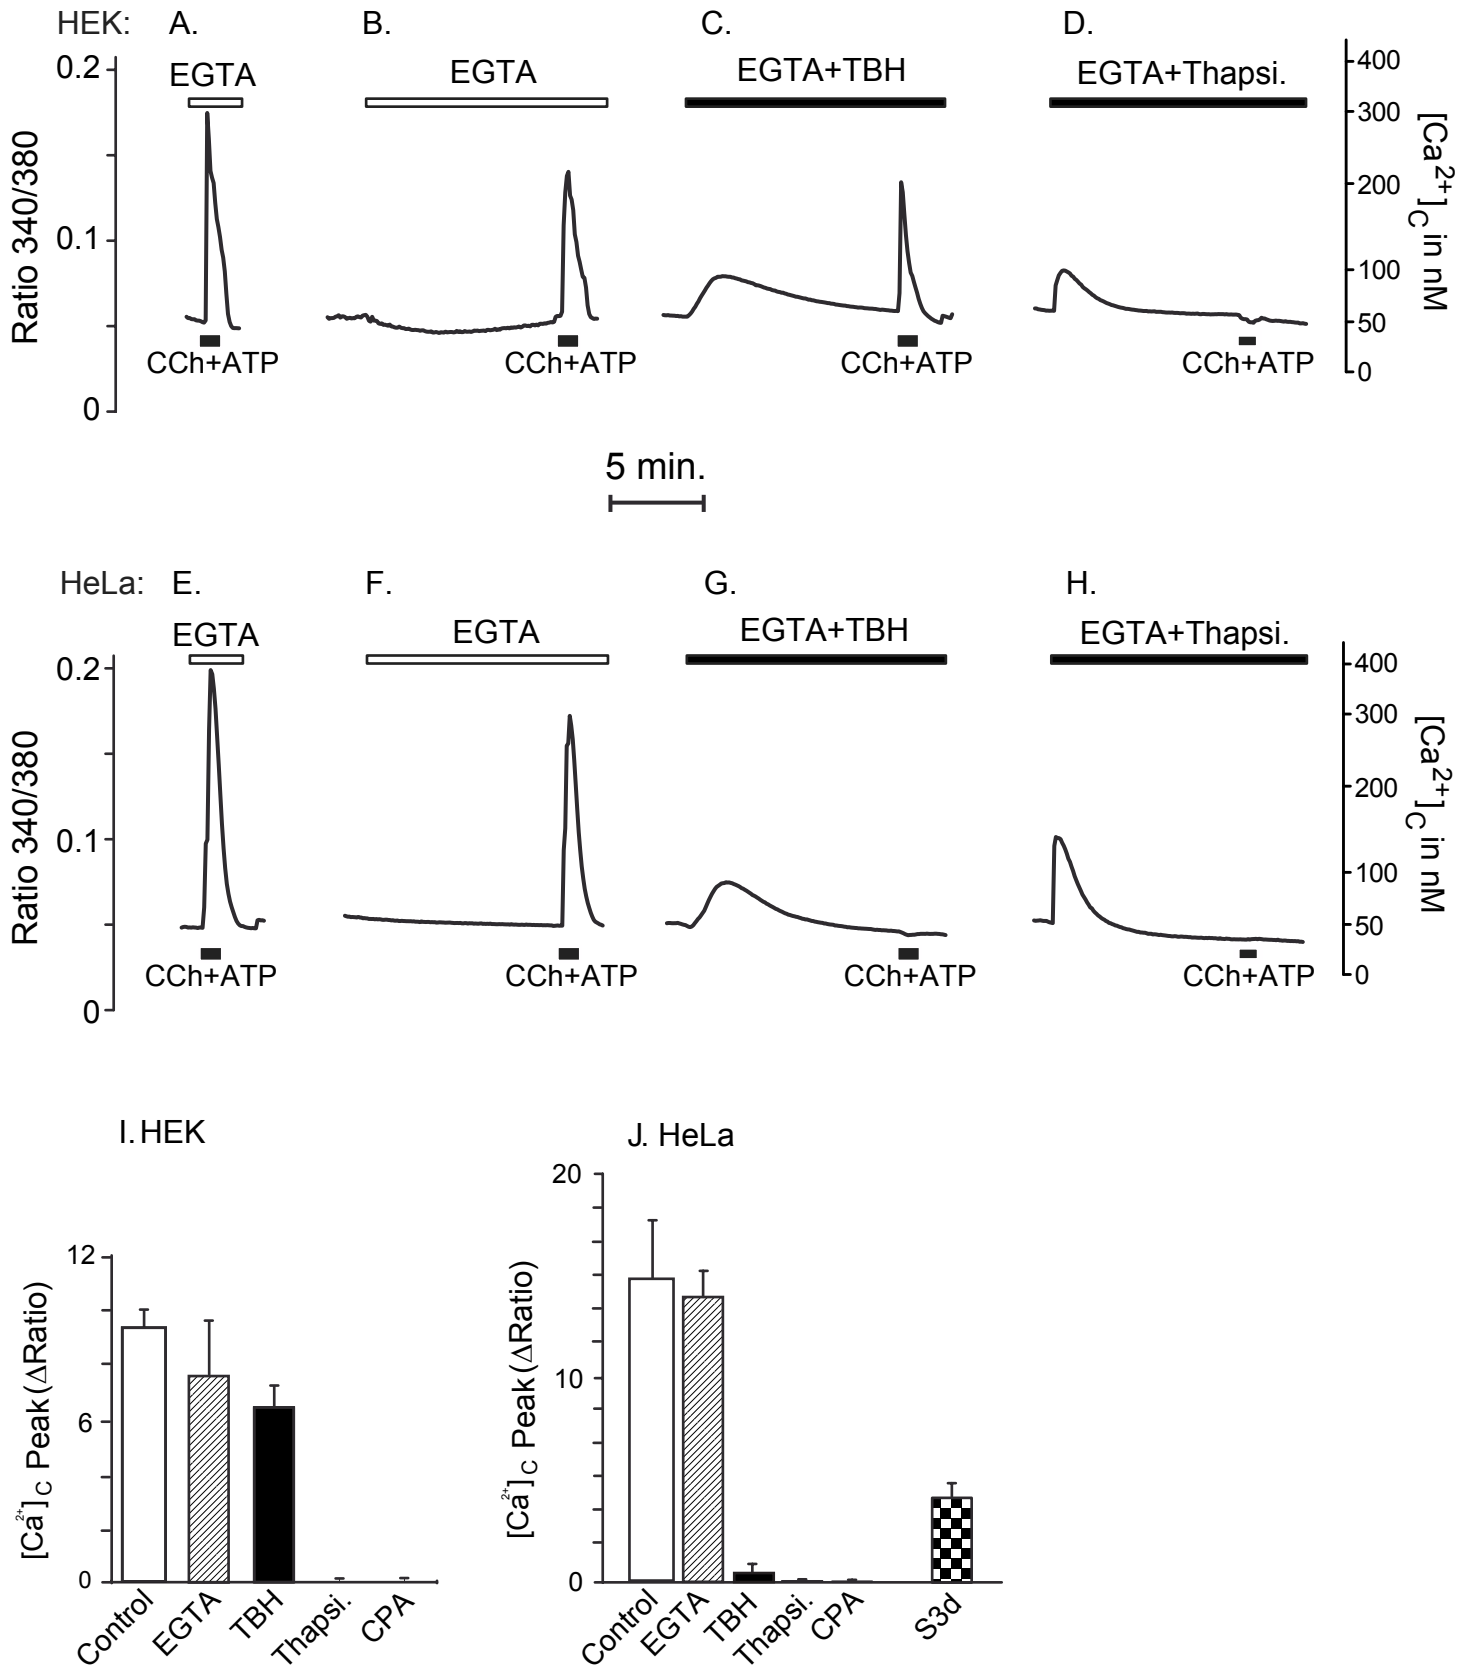 HEK: A. B. C. D.
EGTA EGTA EGTA+TBH EGTA+Thapsi.
0.2
0.1
0
Ratio 340/380
400
300
200
100
50
0
[Ca2+]C in nM
CCh+ATP CCh+ATP CCh+ATP CCh+ATP
5 min.
HeLa: E. F. G. H.
EGTA EGTA EGTA+TBH EGTA+Thapsi.
0.2
0.1
0
Ratio 340/380
400
300
200
100
50
0
[Ca2+]C in nM
CCh+ATP CCh+ATP CCh+ATP CCh+ATP
I. HEK
12
6
0
[Ca2+]C Peak (ΔRatio)
Control EGTA TBH Thapsi. CPA
J. HeLa
20
10
0
[Ca2+]C Peak (ΔRatio)
Control EGTA TBH Thapsi. CPA S3d